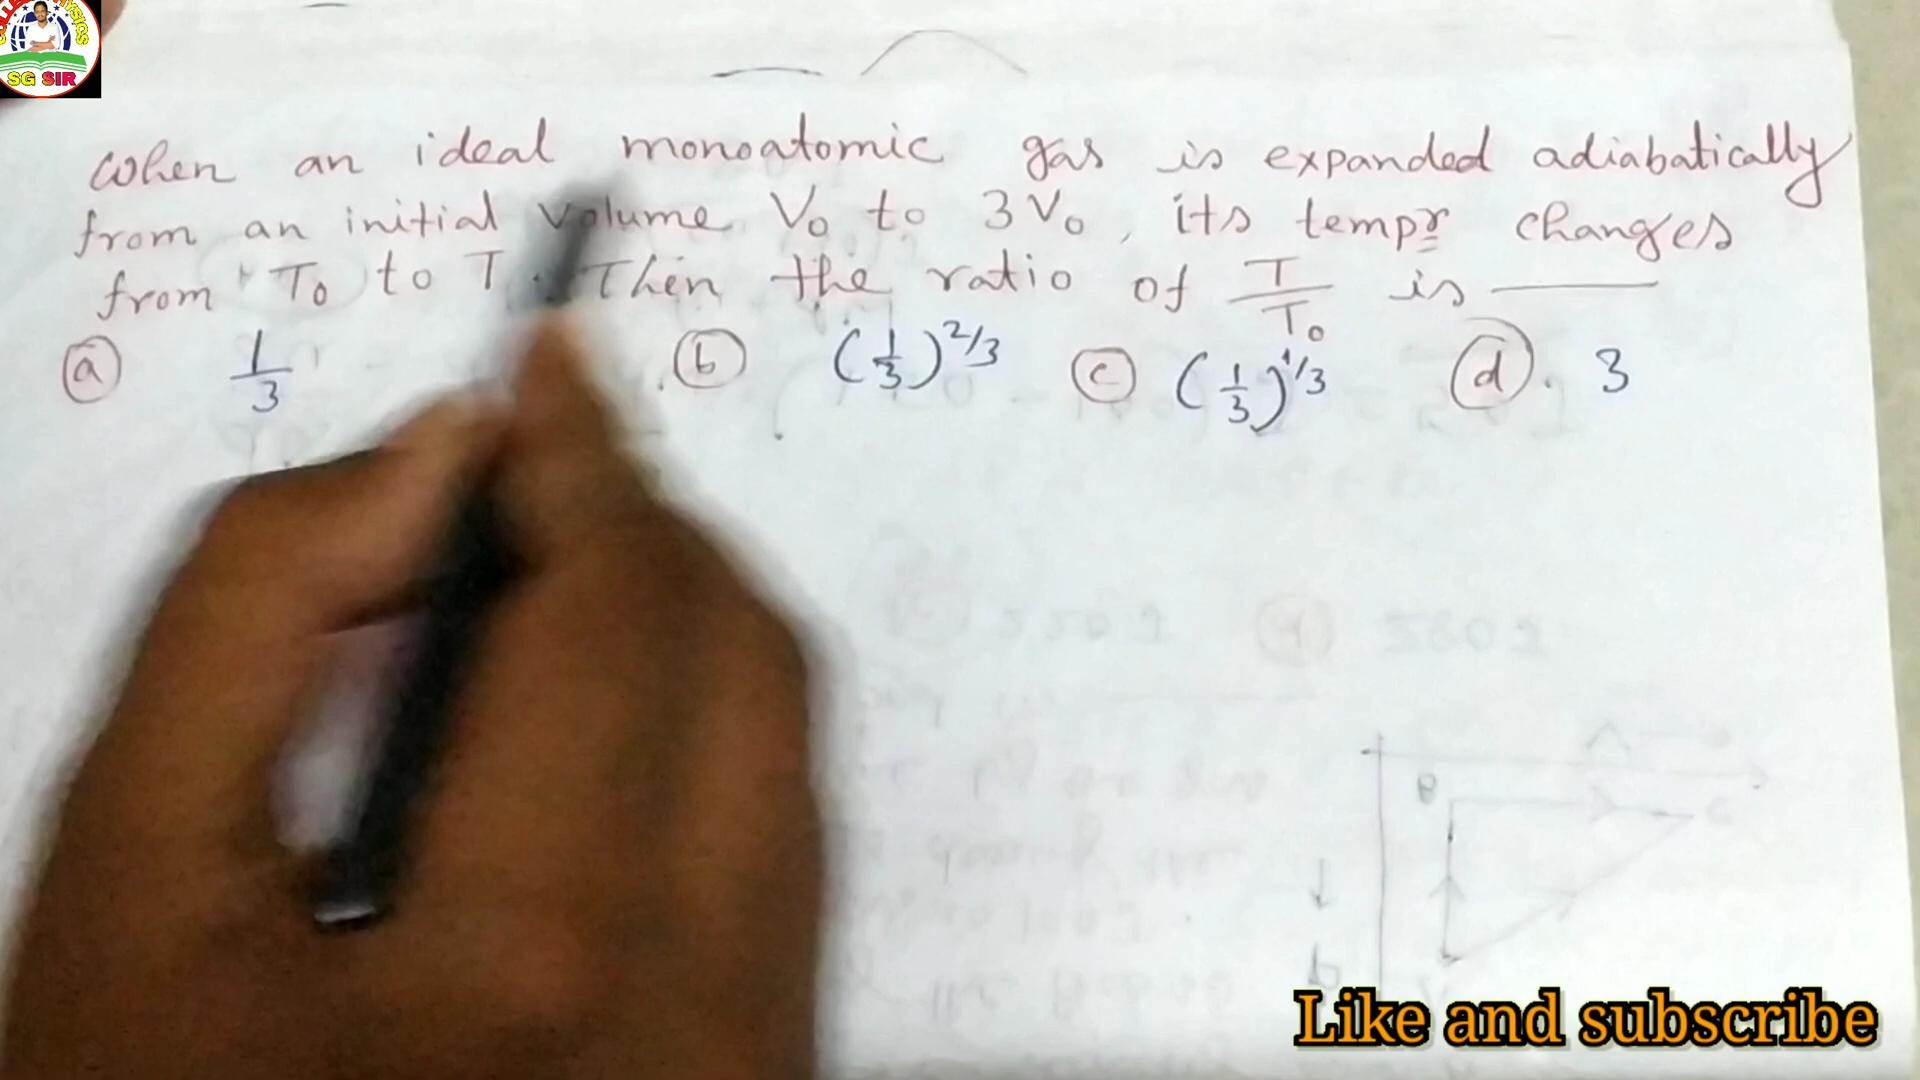 SG SIR
When an ideal monoatomic gas is expanded adiabatically
from an initial volume V₀ to 3V₀, its tempr changes
from T₀ to T. Then the ratio of T/T₀ is ______
(a) 1/3 (b) (1/3)^2/3 (c) (1/3)^1/3 (d). 3
Like and subscribe